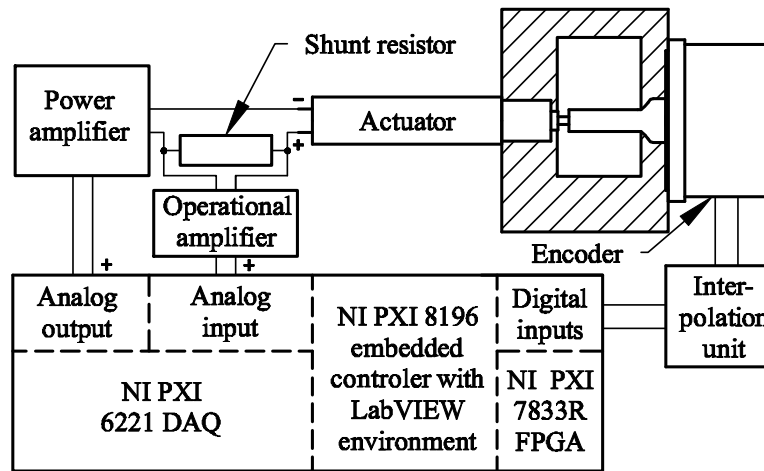 Shunt resistor
Power
amplifier
-
Actuator
+
Operational
amplifier
Encoder
+
+
Analog
output
Analog
input
NI PXI 8196
embedded
controler with
LabVIEW
environment
Digital
inputs
Inter-
polation
unit
NI PXI
6221 DAQ
NI PXI
7833R
FPGA